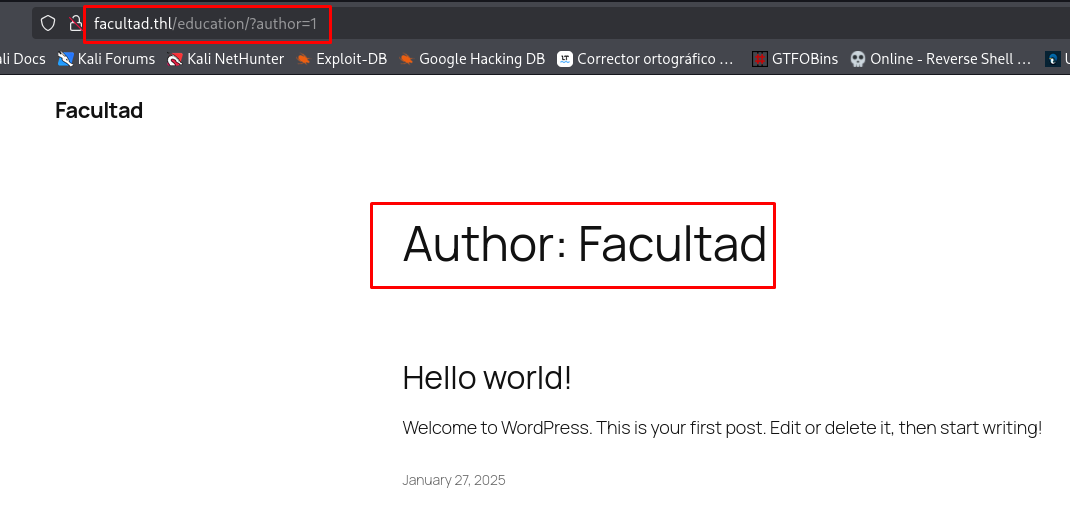 facultad.thl/education/?author=1
ali Docs Kali Forums Kali NetHunter Exploit-DB Google Hacking DB Corrector ortográfico … GTFOBins Online - Reverse Shell …
Facultad
Author: Facultad
Hello world!
Welcome to WordPress. This is your first post. Edit or delete it, then start writing!
January 27, 2025